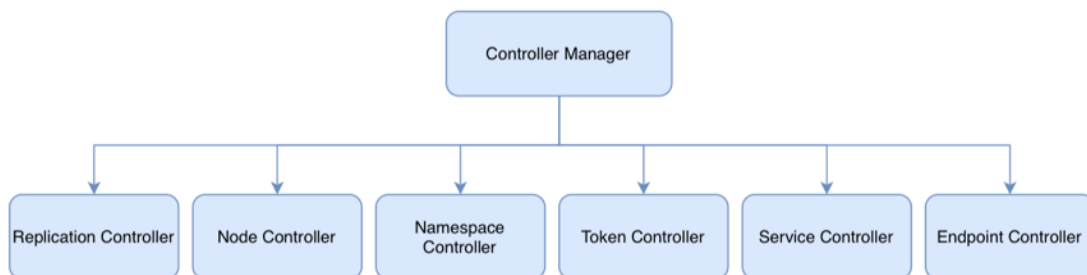 Controller Manager
Replication Controller
Node Controller
Namespace
Controller
Token Controller
Service Controller
Endpoint Controller